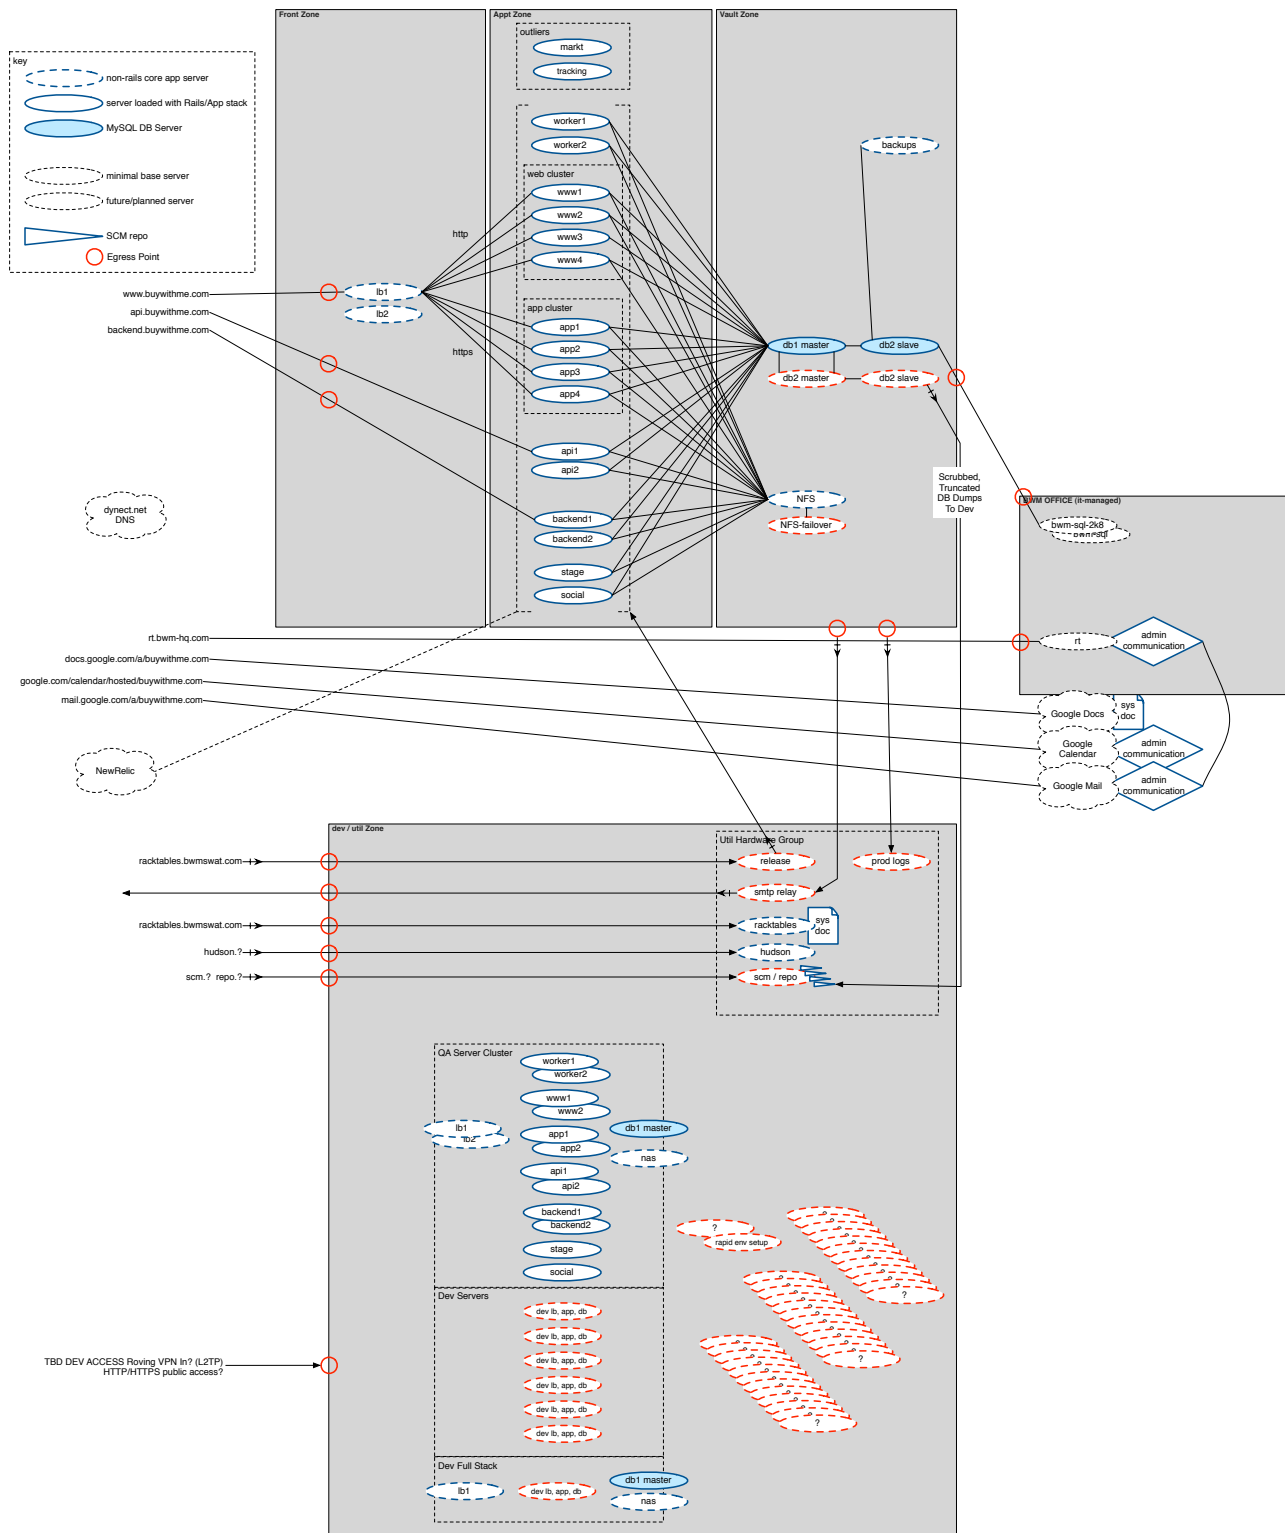 Front Zone
Appt Zone
Vault Zone
outliers
markt
tracking
key
non-rails core app server
server loaded with Rails/App stack
MySQL DB Server
minimal base server
future/planned server
SCM repo
Egress Point
worker1
worker2
backups
web cluster
www1
www2
www3
www4
http
www.buywithme.com
api.buywithme.com
backend.buywithme.com
lb1
lb2
app cluster
app1
app2
app3
app4
https
db1 master
db2 slave
db2 master
db2 slave
api1
api2
Scrubbed,
Truncated
DB Dumps
To Dev
dynect.net
DNS
NFS
NFS-failover
backend1
backend2
stage
social
BWM OFFICE (it-managed)
bwm-sql-2k8
bwm-sql
rt.bwm-hq.com
docs.google.com/a/buywithme.com
google.com/calendar/hosted/buywithme.com
mail.google.com/a/buywithme.com
rt
admin
communication
Google Docs
sys
doc
Google
Calendar
admin
communication
Google Mail
admin
communication
NewRelic
dev / util Zone
Util Hardware Group
racktables.bwmswat.com
release
prod logs
smtp relay
racktables.bwmswat.com
racktables
sys
doc
hudson.?
hudson
scm.? repo.?
scm / repo
QA Server Cluster
worker1
worker2
www1
www2
lb1
lb2
app1
app2
db1 master
nas
api1
api2
backend1
backend2
stage
social
?
rapid env setup
?
?
?
Dev Servers
dev lb, app, db
dev lb, app, db
dev lb, app, db
dev lb, app, db
dev lb, app, db
dev lb, app, db
TBD DEV ACCESS Roving VPN In? (L2TP)
HTTP/HTTPS public access?
Dev Full Stack
lb1
dev lb, app, db
db1 master
nas